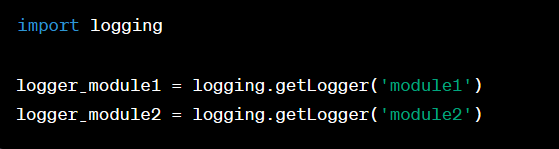 import logging
logger_module1 = logging.getLogger('module1')
logger_module2 = logging.getLogger('module2')